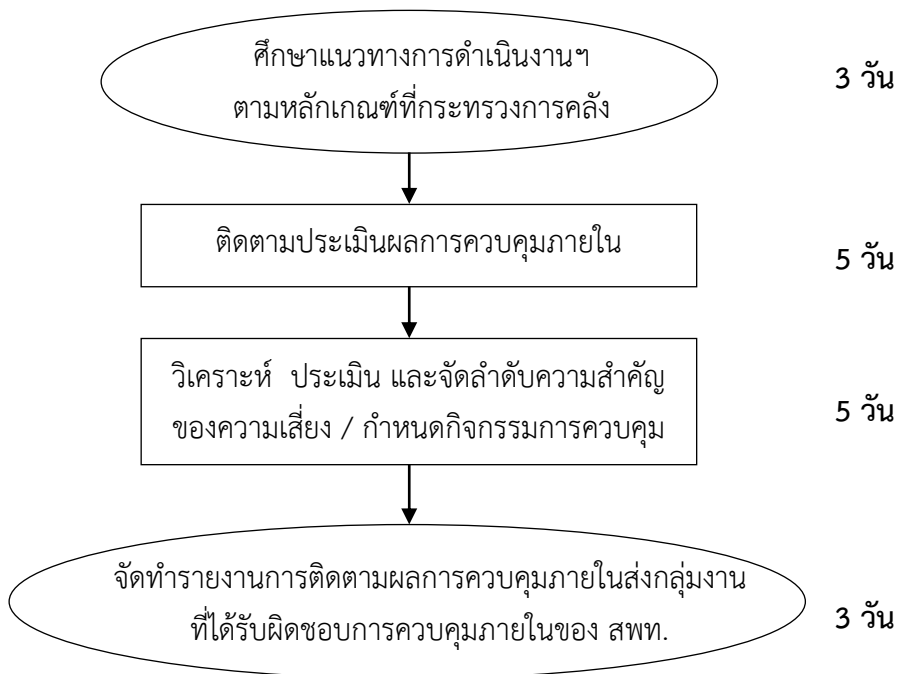 ศึกษาแนวทางการดำเนินงานฯ
ตามหลักเกณฑ์ที่กระทรวงการคลัง
3 วัน
ติดตามประเมินผลการควบคุมภายใน
5 วัน
วิเคราะห์ ประเมิน และจัดลำดับความสำคัญ
ของความเสี่ยง / กำหนดกิจกรรมการควบคุม
5 วัน
จัดทำรายงานการติดตามผลการควบคุมภายในส่งกลุ่มงาน
ที่ได้รับผิดชอบการควบคุมภายในของ สพท.
3 วัน